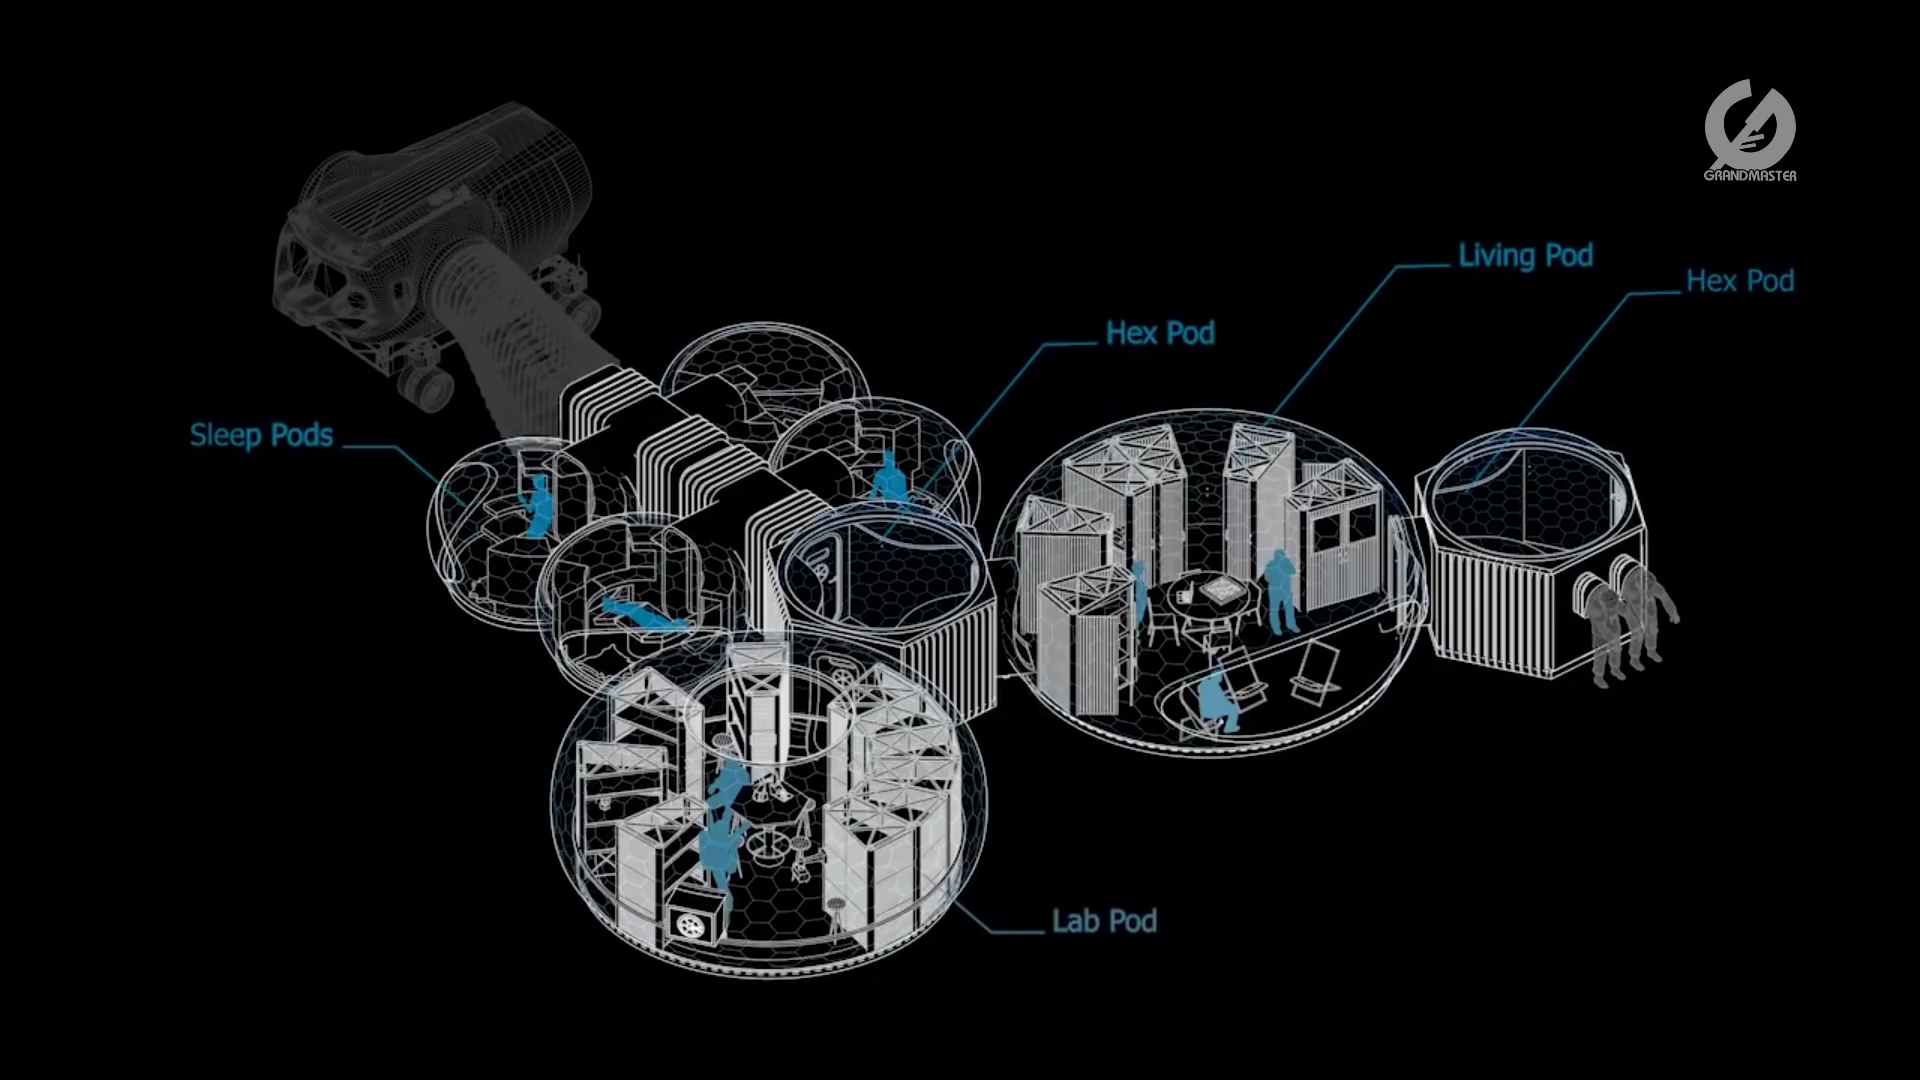 GRANDMASTER
Living Pod
Hex Pod
Hex Pod
Sleep Pods
Lab Pod